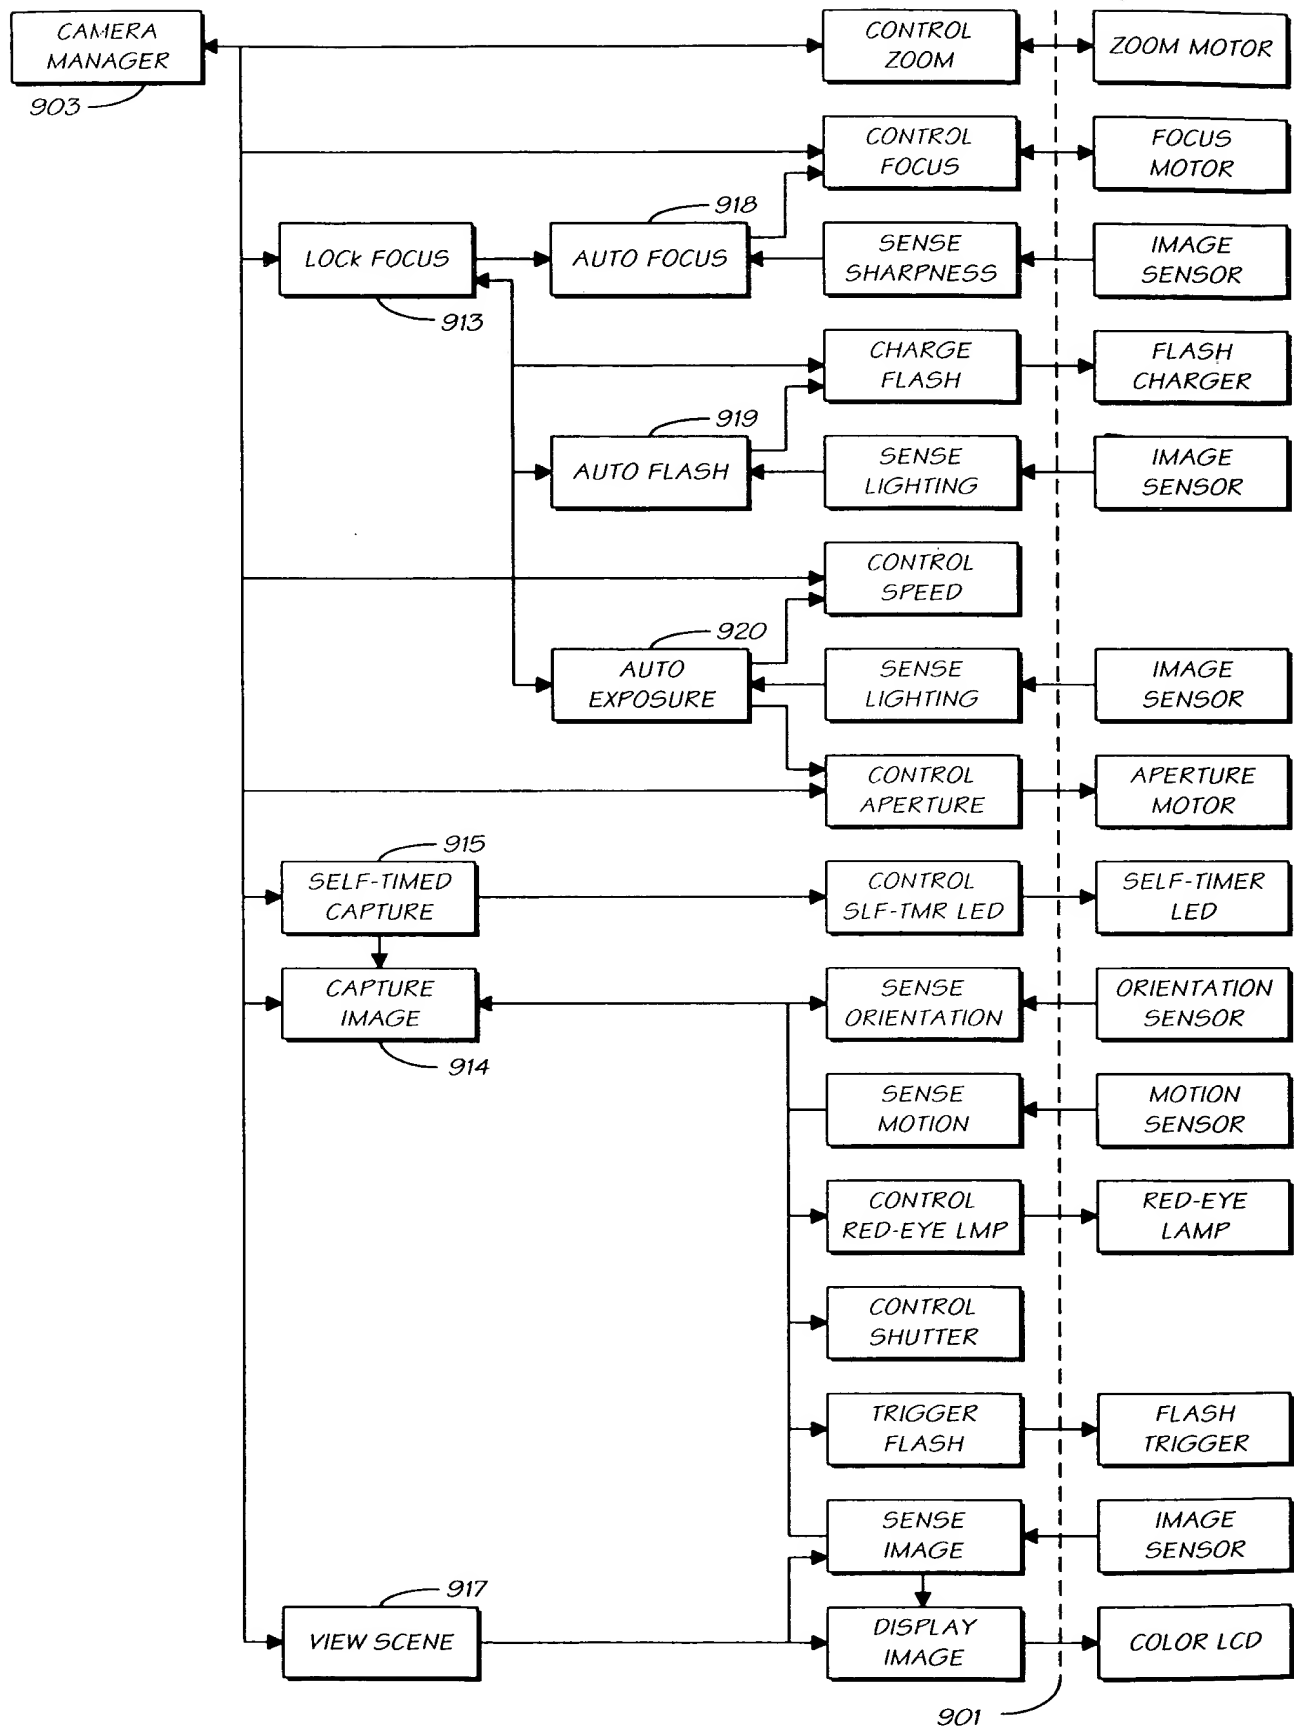 CAMERA
MANAGER
903
CONTROL
ZOOM
ZOOM MOTOR
CONTROL
FOCUS
FOCUS
MOTOR
918
LOCK FOCUS
913
AUTO FOCUS
SENSE
SHARPNESS
IMAGE
SENSOR
CHARGE
FLASH
FLASH
CHARGER
919
AUTO FLASH
SENSE
LIGHTING
IMAGE
SENSOR
CONTROL
SPEED
920
AUTO
EXPOSURE
SENSE
LIGHTING
IMAGE
SENSOR
CONTROL
APERTURE
APERTURE
MOTOR
915
SELF-TIMED
CAPTURE
CONTROL
SLF-TMR LED
SELF-TIMER
LED
CAPTURE
IMAGE
914
SENSE
ORIENTATION
ORIENTATION
SENSOR
SENSE
MOTION
MOTION
SENSOR
CONTROL
RED-EYE LMP
RED-EYE
LAMP
CONTROL
SHUTTER
TRIGGER
FLASH
FLASH
TRIGGER
SENSE
IMAGE
IMAGE
SENSOR
917
VIEW SCENE
DISPLAY
IMAGE
COLOR LCD
901